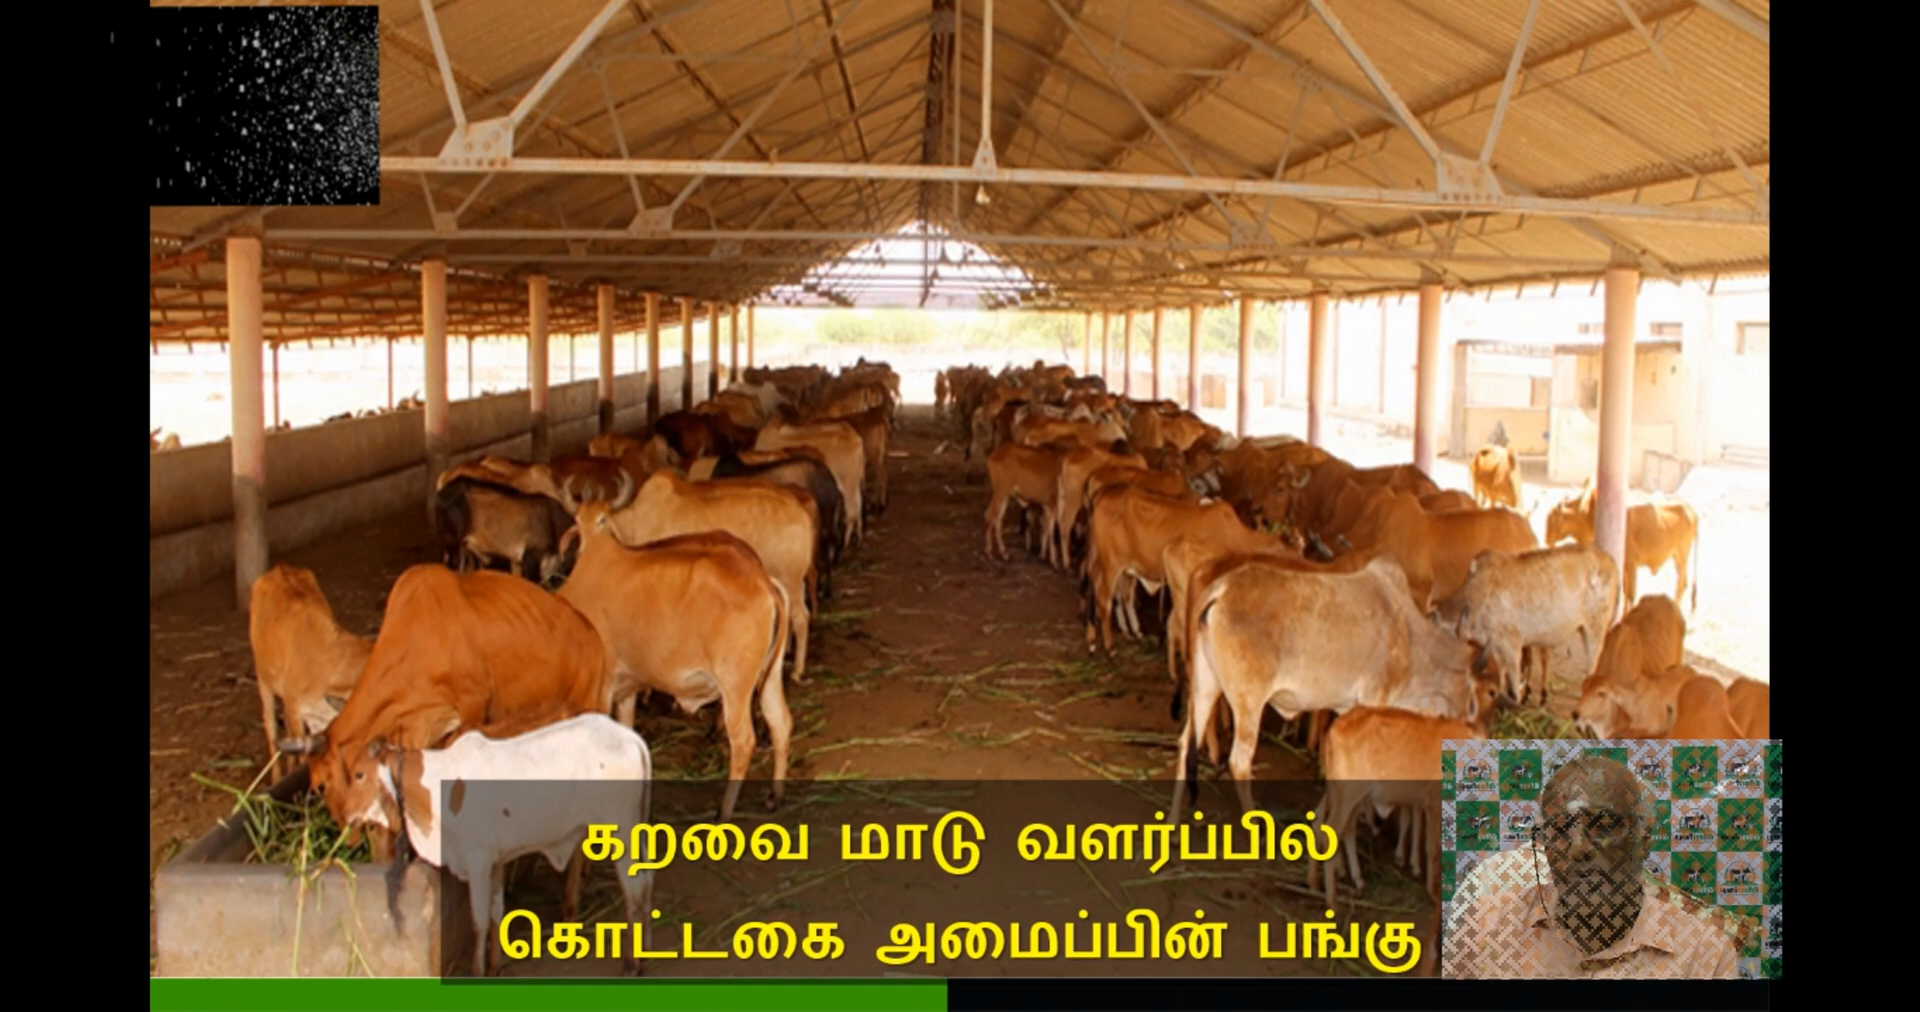 கறவை மாடு வளர்ப்பில்
கொட்டகை அமைப்பின் பங்கு